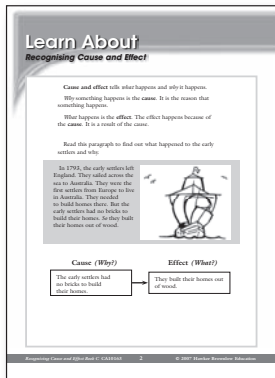 Learn About
Recognising Cause and Effect
Cause and effect tells what happens and why it happens.
Why something happens is the cause. It is the reason that
something happens.
What happens is the effect. The effect happens because of
the cause. It is a result of the cause.
Read this paragraph to find out what happened to the early
settlers and why.
In 1793, the early settlers left
England. They sailed across the
sea to Australia. They were the
first settlers from Europe to live
in Australia. They needed
to build homes there. But the
early settlers had no bricks to
build their homes. So they built
their homes out of wood.
Cause (Why?)
Effect (What?)
The early settlers had
no bricks to build
their homes.
They built their homes out
of wood.
Recognising Cause and Effect Book C CA10165 2 © 2007 Hawker Brownlow Education